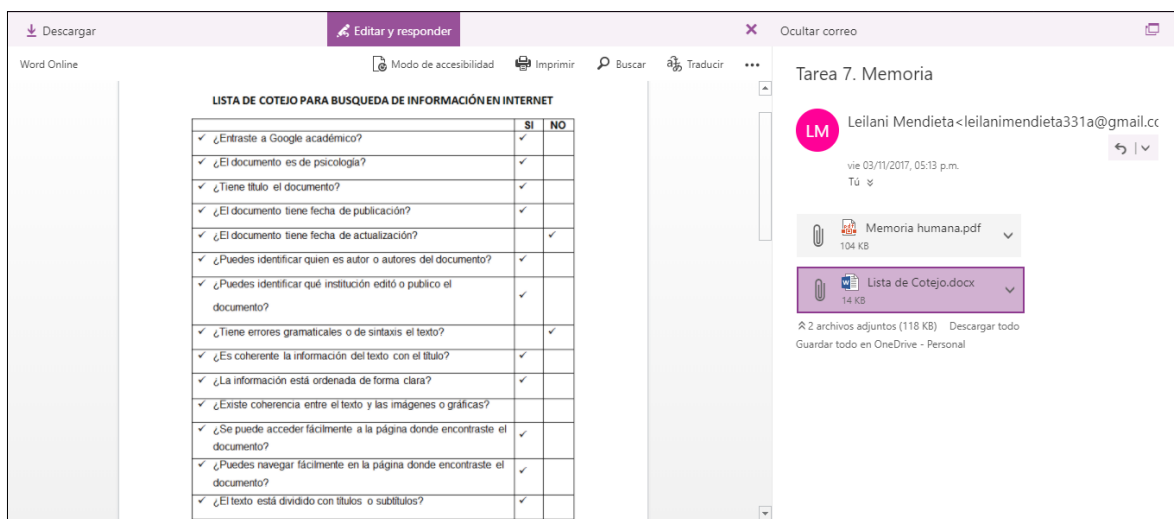 Descargar
Editar y responder
Ocultar correo
Word Online
Modo de accesibilidad
Imprimir
Buscar
Traducir
LISTA DE COTEJO PARA BUSQUEDA DE INFORMACIÓN EN INTERNET
SI NO
✓ ¿Entraste a Google académico? ✓
✓ ¿El documento es de psicología? ✓
✓ ¿Tiene título el documento? ✓
✓ ¿El documento tiene fecha de publicación? ✓
✓ ¿El documento tiene fecha de actualización? ✓
✓ ¿Puedes identificar quien es autor o autores del documento? ✓
✓ ¿Puedes identificar qué institución editó o publico el
documento? ✓
✓ ¿Tiene errores gramaticales o de sintaxis el texto? ✓
✓ ¿Es coherente la información del texto con el título? ✓
✓ ¿La información está ordenada de forma clara? ✓
✓ ¿Existe coherencia entre el texto y las imágenes o gráficas?
✓ ¿Se puede acceder fácilmente a la página donde encontraste el
documento? ✓
✓ ¿Puedes navegar fácilmente en la página donde encontraste el
documento? ✓
✓ ¿El texto está dividido con títulos o subtítulos? ✓
Tarea 7. Memoria
LM
Leilani Mendieta<leilanimendieta331a@gmail.cc
vie 03/11/2017, 05:13 p.m.
Tú
Memoria humana.pdf
104 KB
Lista de Cotejo.docx
14 KB
2 archivos adjuntos (118 KB) Descargar todo
Guardar todo en OneDrive - Personal